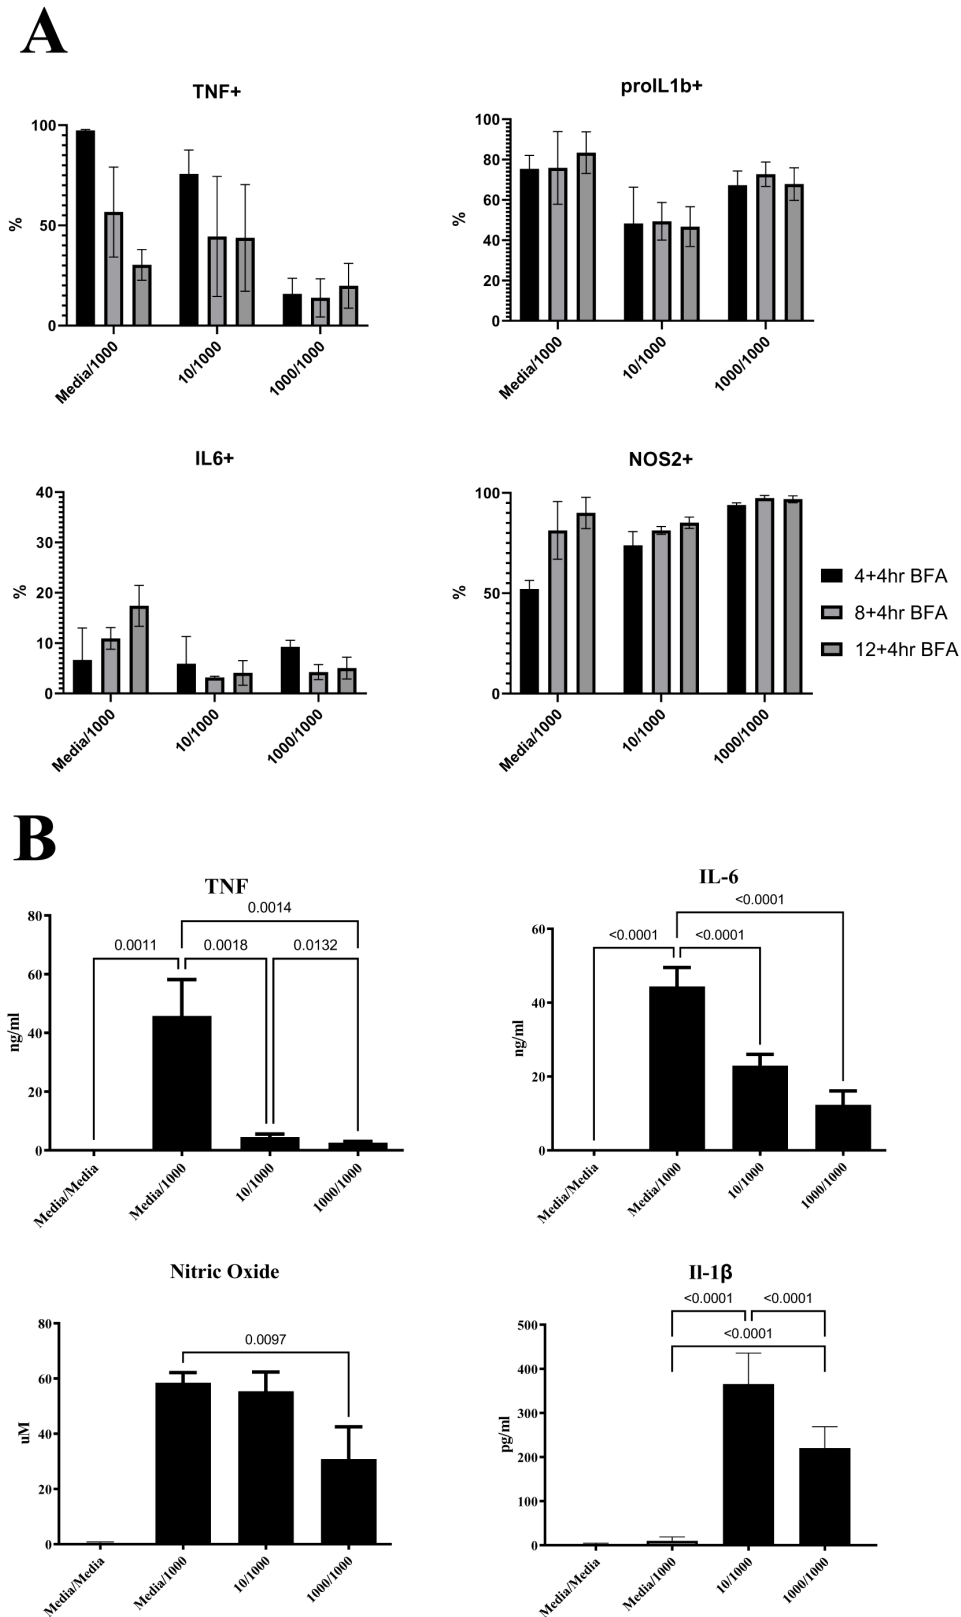 A
TNF+
100
50
0
%
Media/1000
10/1000
1000/1000
proIL1b+
100
80
60
40
20
0
%
Media/1000
10/1000
1000/1000
IL6+
40
30
20
10
0
%
Media/1000
10/1000
1000/1000
NOS2+
100
50
0
%
Media/1000
10/1000
1000/1000
4+4hr BFA
8+4hr BFA
12+4hr BFA
B
TNF
0.0014
0.0011 0.0018 0.0132
80
60
40
20
0
ng/ml
Media/Media
Media/1000
10/1000
1000/1000
IL-6
<0.0001
<0.0001 <0.0001
60
40
20
0
ng/ml
Media/Media
Media/1000
10/1000
1000/1000
Nitric Oxide
0.0097
80
60
40
20
0
uM
Media/Media
Media/1000
10/1000
1000/1000
Il-1β
<0.0001 <0.0001
<0.0001
500
400
300
200
100
0
pg/ml
Media/Media
Media/1000
10/1000
1000/1000